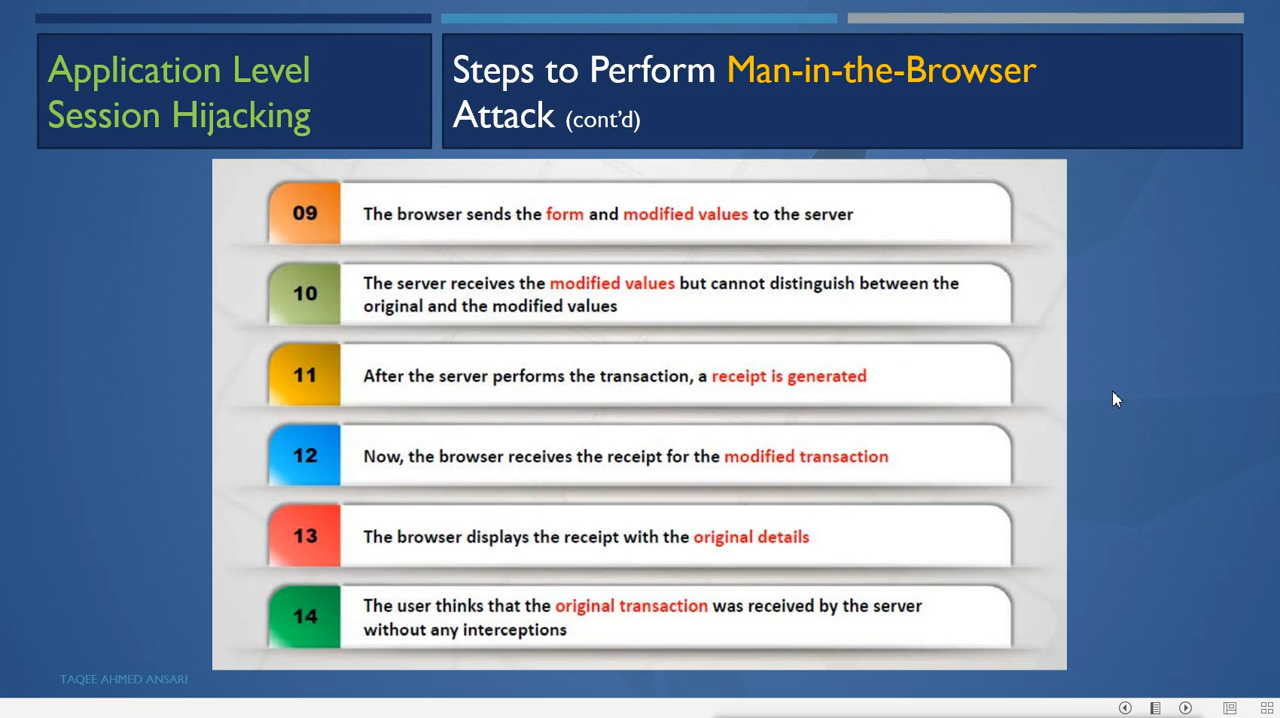 Application Level
Session Hijacking
Steps to Perform Man-in-the-Browser
Attack (cont'd)
09
The browser sends the form and modified values to the server
10
The server receives the modified values but cannot distinguish between the
original and the modified values
11
After the server performs the transaction, a receipt is generated
12
Now, the browser receives the receipt for the modified transaction
13
The browser displays the receipt with the original details
14
The user thinks that the original transaction was received by the server
without any interceptions
TAQEE AHMED ANSARI